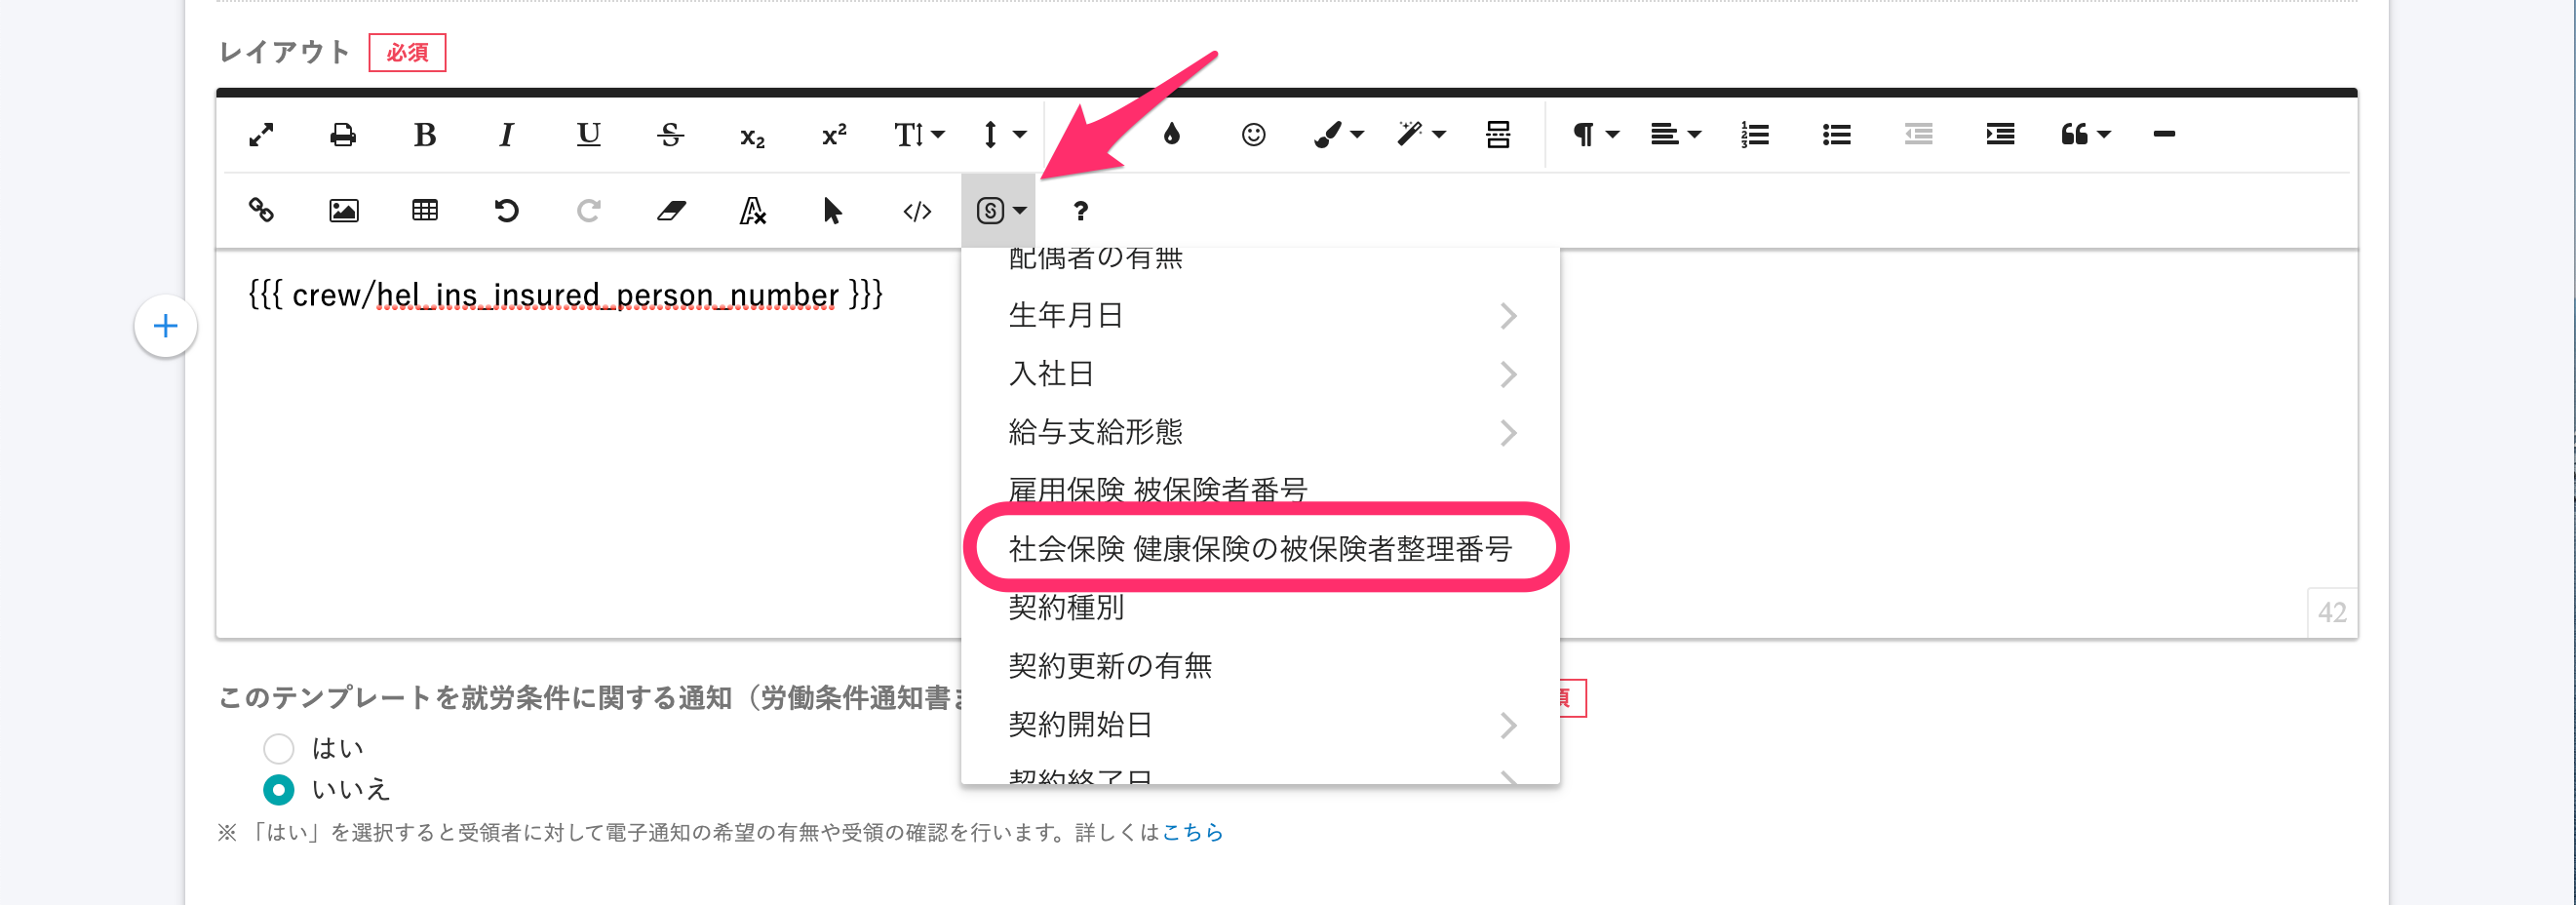 レイアウト 必須
B I U S x₂ x² T
</>
S ?
{{{ crew/hel_ins_insured_person_number }}}
配偶者の有無
生年月日
入社日
給与支給形態
雇用保険 被保険者番号
社会保険 健康保険の被保険者整理番号
契約種別
契約更新の有無
契約開始日
契約終了日
42
このテンプレートを就労条件に関する通知（労働条件通知書
はい
いいえ
※ 「はい」を選択すると受領者に対して電子通知の希望の有無や受領の確認を行います。詳しくはこちら